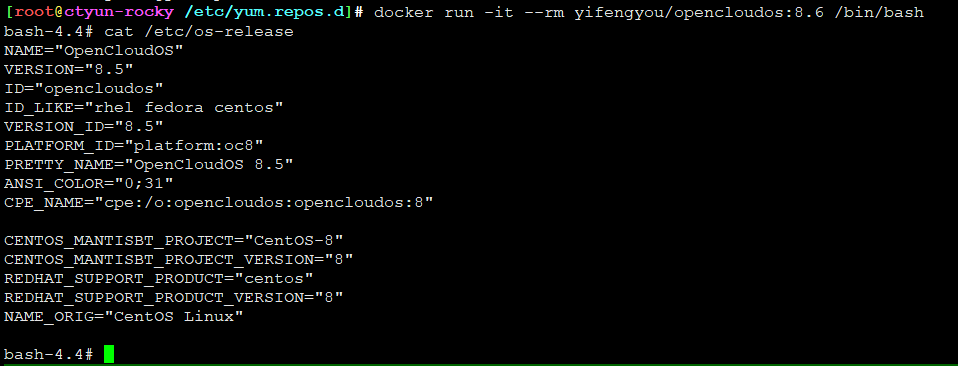 [root@ctyun-rocky /etc/yum.repos.d]# docker run -it --rm yifengyou/opencloudos:8.6 /bin/bash
bash-4.4# cat /etc/os-release
NAME="OpenCloudOS"
VERSION="8.5"
ID="opencloudos"
ID_LIKE="rhel fedora centos"
VERSION_ID="8.5"
PLATFORM_ID="platform:oc8"
PRETTY_NAME="OpenCloudOS 8.5"
ANSI_COLOR="0;31"
CPE_NAME="cpe:/o:opencloudos:opencloudos:8"
CENTOS_MANTISBT_PROJECT="CentOS-8"
CENTOS_MANTISBT_PROJECT_VERSION="8"
REDHAT_SUPPORT_PRODUCT="centos"
REDHAT_SUPPORT_PRODUCT_VERSION="8"
NAME_ORIG="CentOS Linux"
bash-4.4#